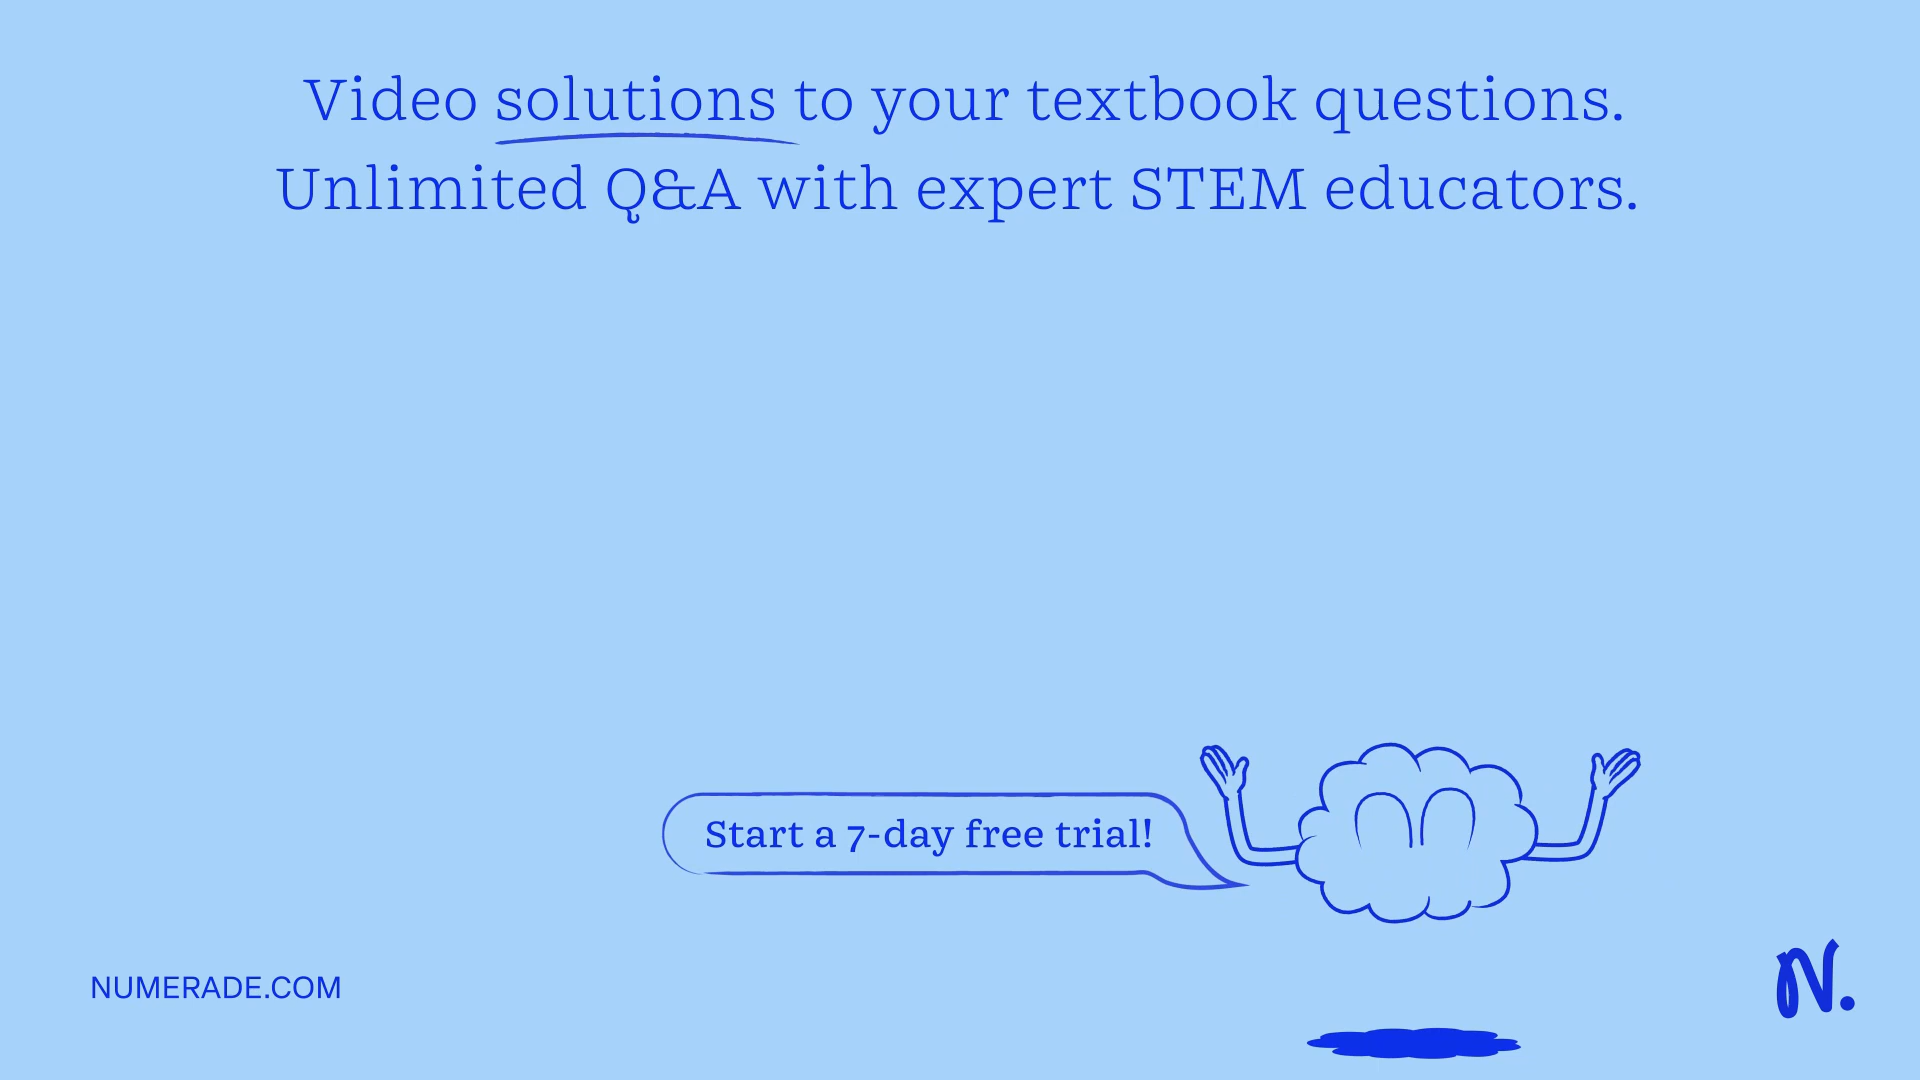 Video solutions to your textbook questions.
Unlimited Q&A with expert STEM educators.
Start a 7-day free trial!
NUMERADE.COM
N.